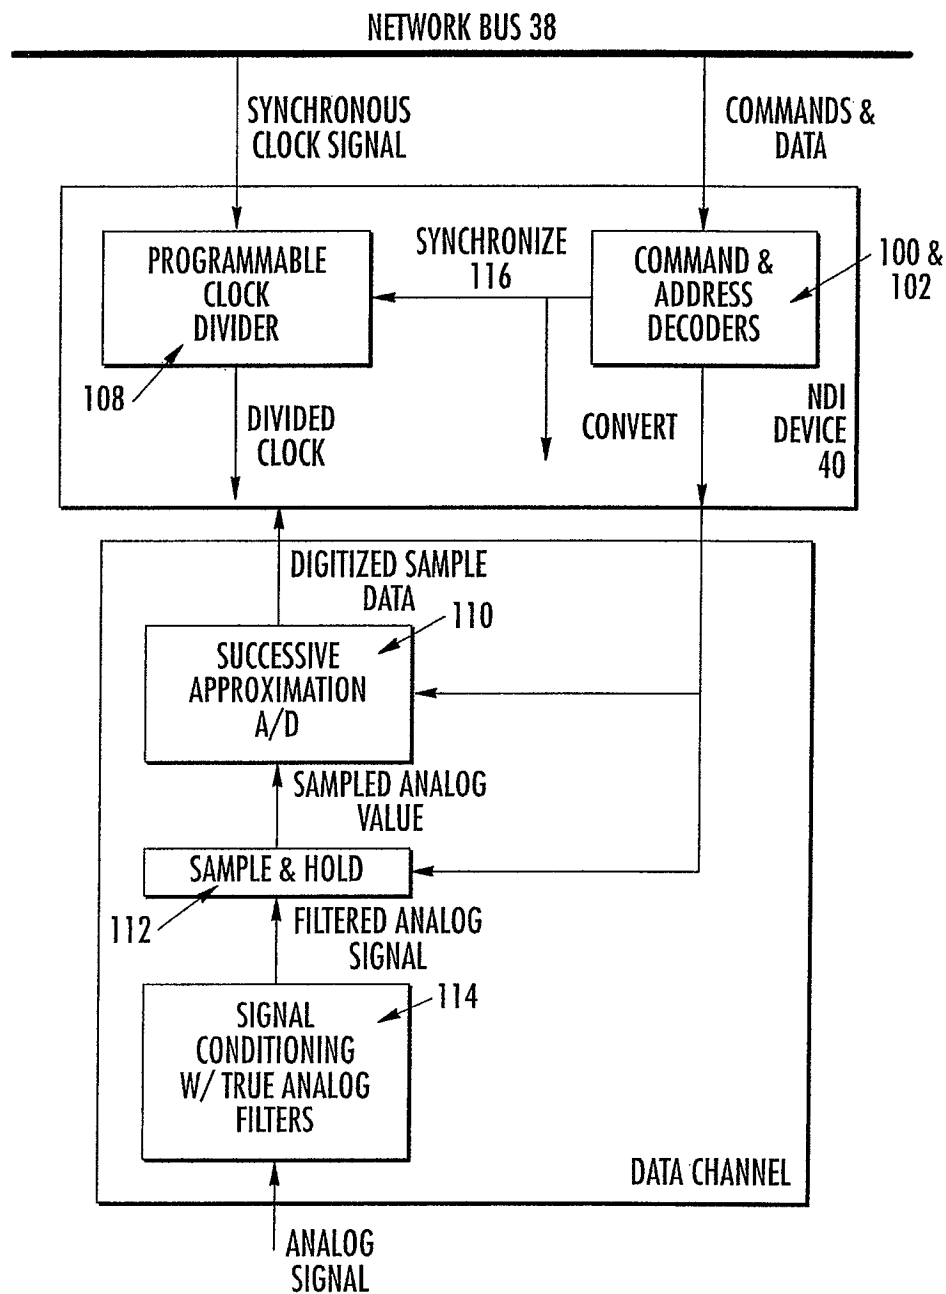 NETWORK BUS 38
SYNCHRONOUS
CLOCK SIGNAL
COMMANDS &
DATA
PROGRAMMABLE
CLOCK
DIVIDER
SYNCHRONIZE
116
COMMAND &
ADDRESS
DECODERS
100 &
102
108
DIVIDED
CLOCK
CONVERT
NDI
DEVICE
40
DIGITIZED SAMPLE
DATA
110
SUCCESSIVE
APPROXIMATION
A/D
SAMPLED ANALOG
VALUE
SAMPLE & HOLD
112
FILTERED ANALOG
SIGNAL
114
SIGNAL
CONDITIONING
W/ TRUE ANALOG
FILTERS
DATA CHANNEL
ANALOG
SIGNAL